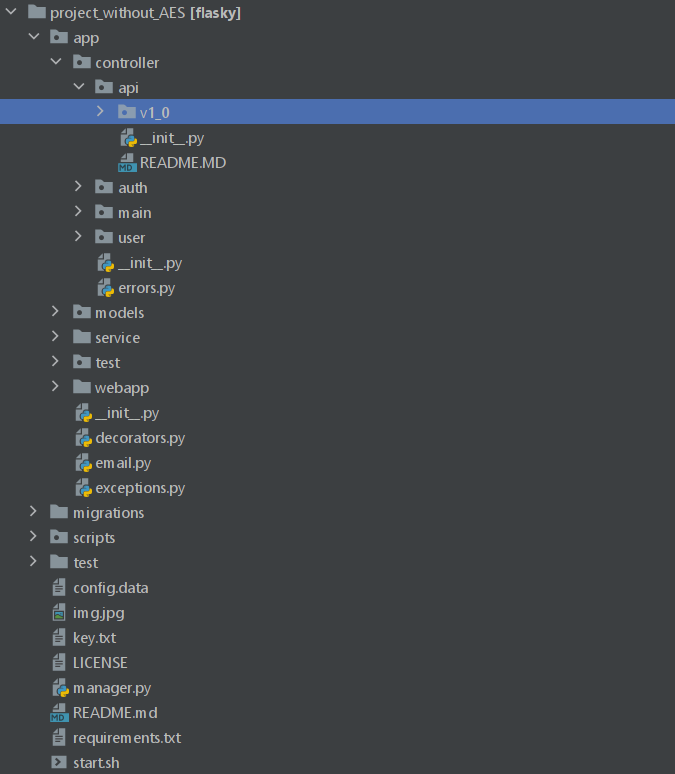 project_without_AES [flasky]
app
controller
api
v1_0
__init__.py
MD README.MD
auth
main
user
__init__.py
errors.py
models
service
test
webapp
__init__.py
decorators.py
email.py
exceptions.py
migrations
scripts
test
config.data
img.jpg
key.txt
LICENSE
manager.py
MD README.md
requirements.txt
start.sh